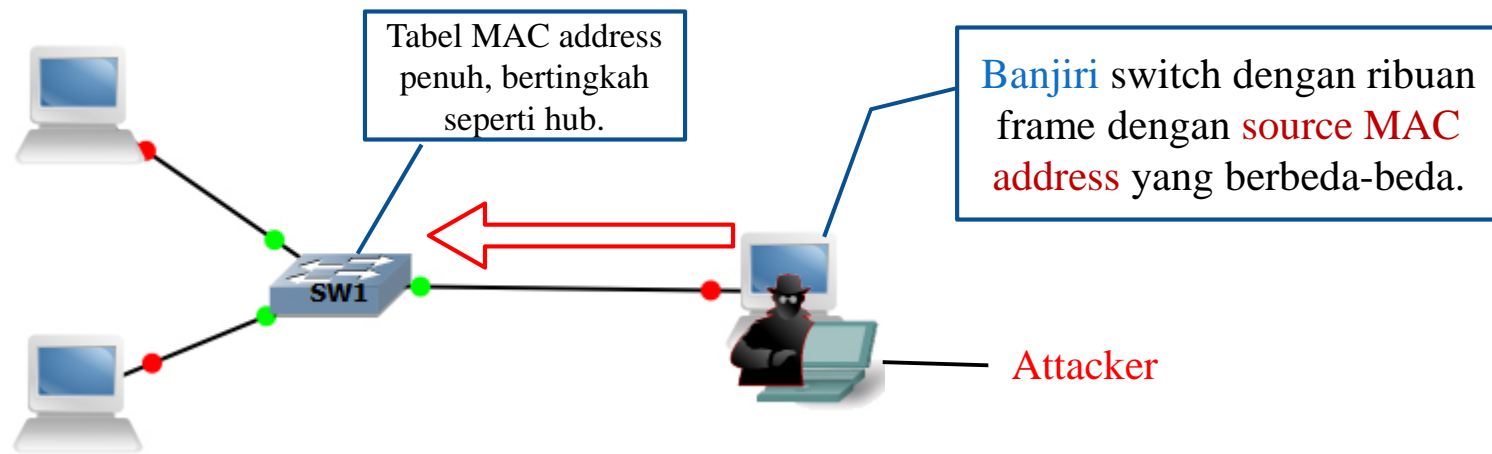 Tabel MAC address
penuh, bertingkah
seperti hub.
Banjiri switch dengan ribuan
frame dengan source MAC
address yang berbeda-beda.
SW1
Attacker